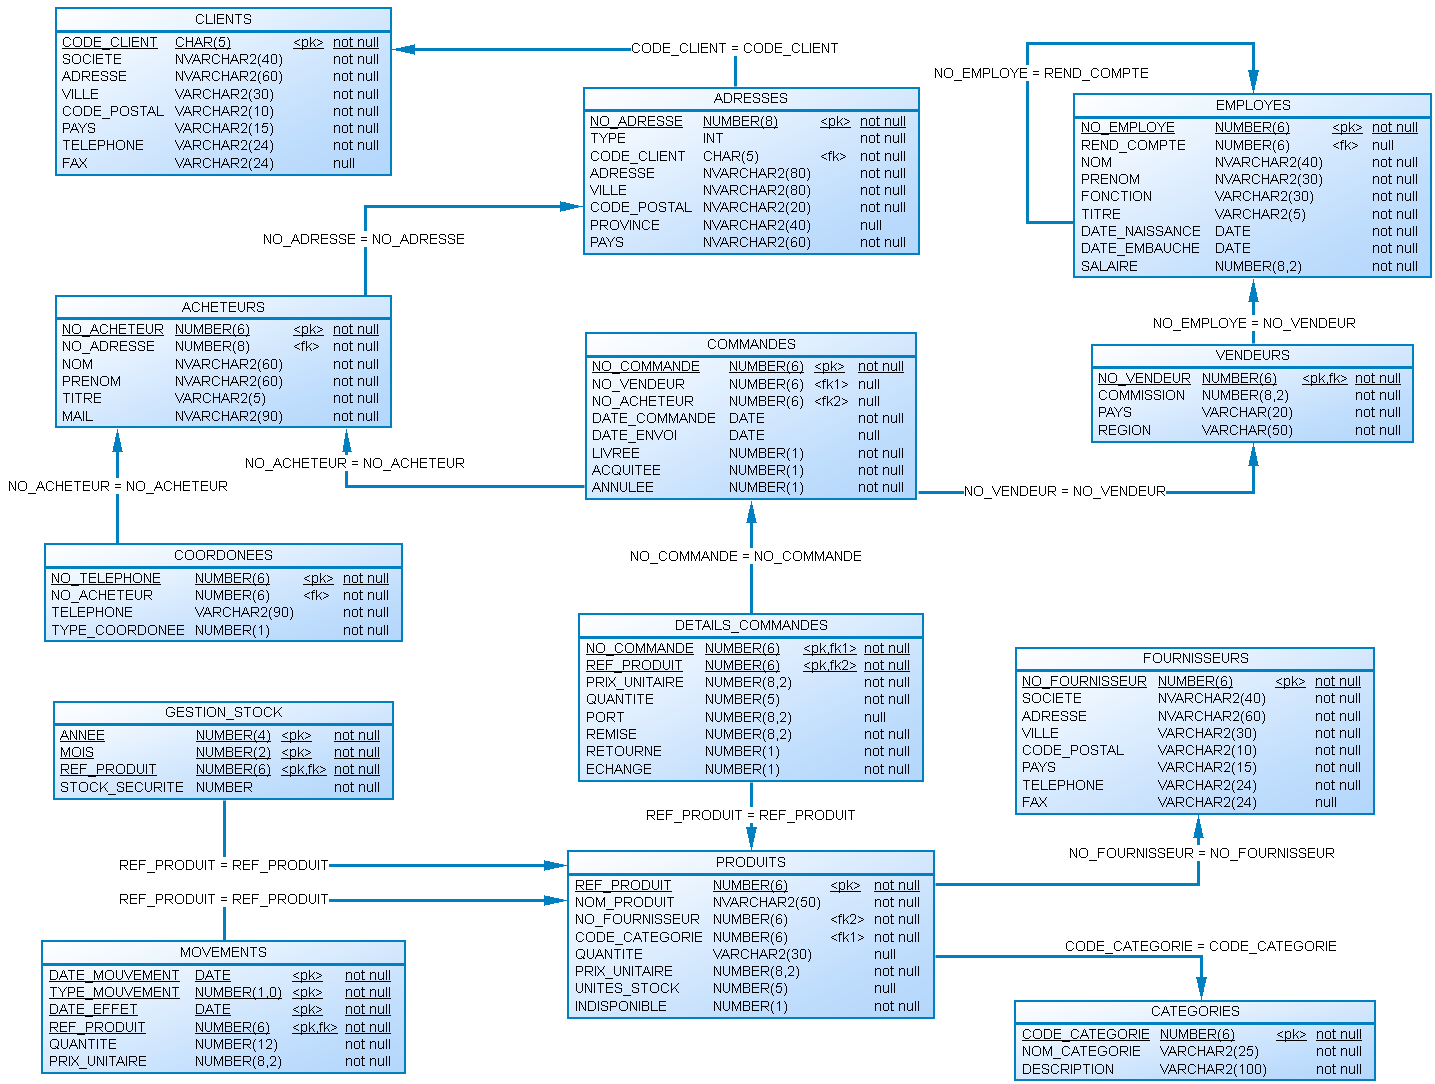 CLIENTS
CODE_CLIENT CHAR(5) <pk> not null
SOCIETE NVARCHAR2(40) not null
ADRESSE NVARCHAR2(60) not null
VILLE VARCHAR2(30) not null
CODE_POSTAL VARCHAR2(10) not null
PAYS VARCHAR2(15) not null
TELEPHONE VARCHAR2(24) not null
FAX VARCHAR2(24) null
CODE_CLIENT = CODE_CLIENT
ADRESSES
NO_ADRESSE NUMBER(8) <pk> not null
TYPE INT not null
CODE_CLIENT CHAR(5) <fk> not null
ADRESSE NVARCHAR2(80) not null
VILLE NVARCHAR2(80) not null
CODE_POSTAL NVARCHAR2(20) not null
PROVINCE NVARCHAR2(40) null
PAYS NVARCHAR2(60) not null
NO_EMPLOYE = REND_COMPTE
EMPLOYES
NO_EMPLOYE NUMBER(6) <pk> not null
REND_COMPTE NUMBER(6) <fk> null
NOM NVARCHAR2(40) not null
PRENOM NVARCHAR2(30) not null
FONCTION VARCHAR2(30) not null
TITRE VARCHAR2(5) not null
DATE_NAISSANCE DATE not null
DATE_EMBAUCHE DATE not null
SALAIRE NUMBER(8,2) not null
NO_ADRESSE = NO_ADRESSE
ACHETEURS
NO_ACHETEUR NUMBER(6) <pk> not null
NO_ADRESSE NUMBER(8) <fk> not null
NOM NVARCHAR2(60) not null
PRENOM NVARCHAR2(60) not null
TITRE VARCHAR2(5) not null
MAIL NVARCHAR2(90) not null
COMMANDES
NO_COMMANDE NUMBER(6) <pk> not null
NO_VENDEUR NUMBER(6) <fk1> null
NO_ACHETEUR NUMBER(6) <fk2> null
DATE_COMMANDE DATE not null
DATE_ENVOI DATE null
LIVREE NUMBER(1) not null
ACQUITEE NUMBER(1) not null
ANNULEE NUMBER(1) not null
NO_EMPLOYE = NO_VENDEUR
VENDEURS
NO_VENDEUR NUMBER(6) <pk,fk> not null
COMMISSION NUMBER(8,2) not null
PAYS VARCHAR(20) not null
REGION VARCHAR(50) not null
NO_ACHETEUR = NO_ACHETEUR
NO_ACHETEUR = NO_ACHETEUR
NO_VENDEUR = NO_VENDEUR
COORDONEES
NO_TELEPHONE NUMBER(6) <pk> not null
NO_ACHETEUR NUMBER(6) <fk> not null
TELEPHONE VARCHAR2(90) not null
TYPE_COORDONEE NUMBER(1) not null
NO_COMMANDE = NO_COMMANDE
DETAILS_COMMANDES
NO_COMMANDE NUMBER(6) <pk,fk1> not null
REF_PRODUIT NUMBER(6) <pk,fk2> not null
PRIX_UNITAIRE NUMBER(8,2) not null
QUANTITE NUMBER(5) not null
PORT NUMBER(8,2) null
REMISE NUMBER(8,2) not null
RETOURNE NUMBER(1) not null
ECHANGE NUMBER(1) not null
FOURNISSEURS
NO_FOURNISSEUR NUMBER(6) <pk> not null
SOCIETE NVARCHAR2(40) not null
ADRESSE NVARCHAR2(60) not null
VILLE VARCHAR2(30) not null
CODE_POSTAL VARCHAR2(10) not null
PAYS VARCHAR2(15) not null
TELEPHONE VARCHAR2(24) not null
FAX VARCHAR2(24) null
GESTION_STOCK
ANNEE NUMBER(4) <pk> not null
MOIS NUMBER(2) <pk> not null
REF_PRODUIT NUMBER(6) <pk,fk> not null
STOCK_SECURITE NUMBER not null
REF_PRODUIT = REF_PRODUIT
REF_PRODUIT = REF_PRODUIT
REF_PRODUIT = REF_PRODUIT
NO_FOURNISSEUR = NO_FOURNISSEUR
PRODUITS
REF_PRODUIT NUMBER(6) <pk> not null
NOM_PRODUIT NVARCHAR2(50) not null
NO_FOURNISSEUR NUMBER(6) <fk2> not null
CODE_CATEGORIE NUMBER(6) <fk1> not null
QUANTITE VARCHAR2(30) null
PRIX_UNITAIRE NUMBER(8,2) not null
UNITES_STOCK NUMBER(5) null
INDISPONIBLE NUMBER(1) not null
MOVEMENTS
DATE_MOUVEMENT DATE <pk> not null
TYPE_MOUVEMENT NUMBER(1,0) <pk> not null
DATE_EFFET DATE <pk> not null
REF_PRODUIT NUMBER(6) <pk,fk> not null
QUANTITE NUMBER(12) not null
PRIX_UNITAIRE NUMBER(8,2) not null
CODE_CATEGORIE = CODE_CATEGORIE
CATEGORIES
CODE_CATEGORIE NUMBER(6) <pk> not null
NOM_CATEGORIE VARCHAR2(25) not null
DESCRIPTION VARCHAR2(100) not null